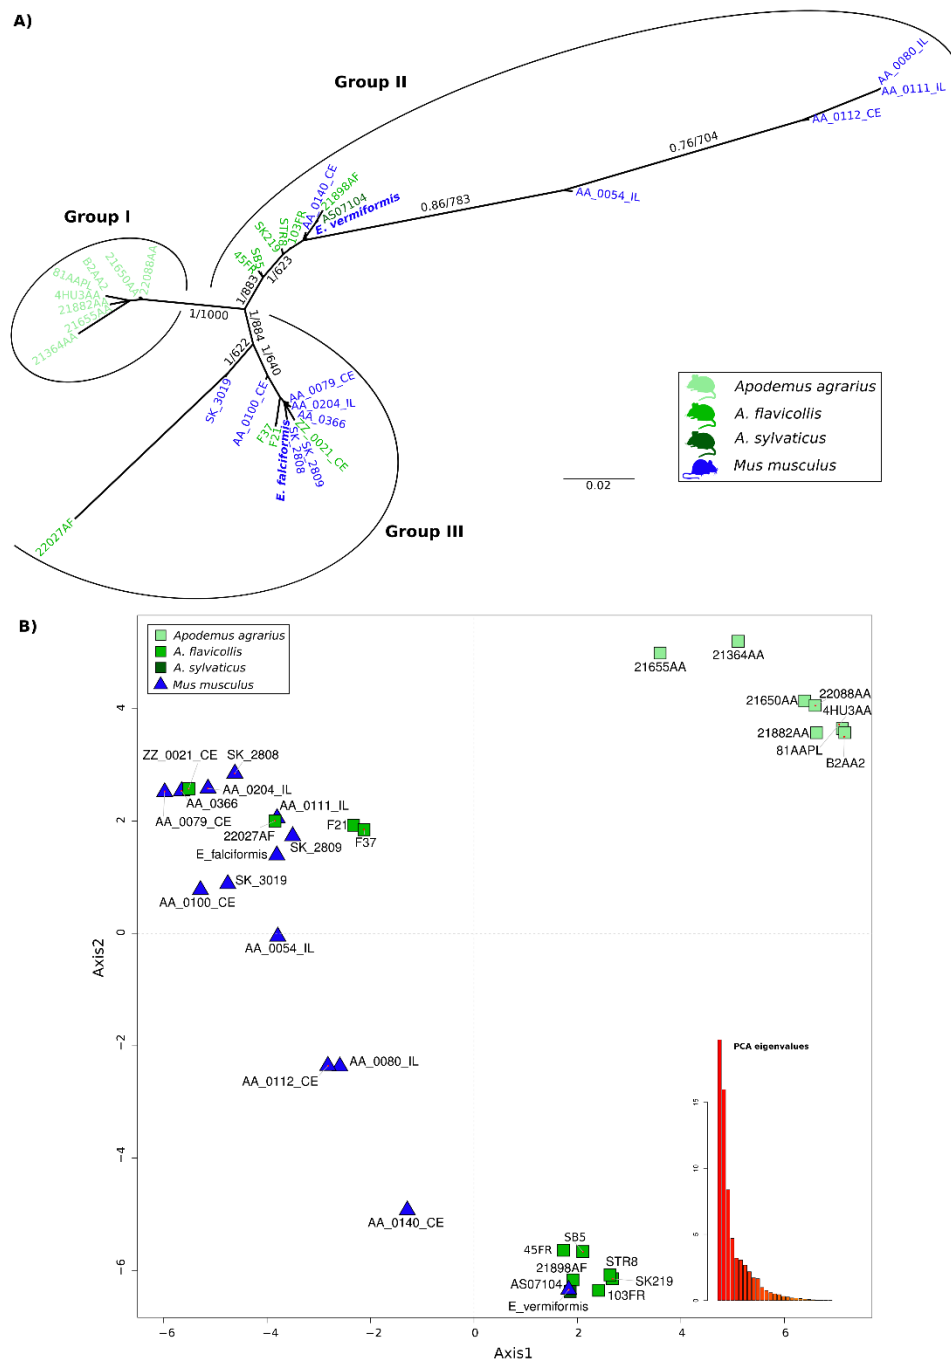 A)
Group II
AA_0080_IL
AA_0111_IL
AA_0112_CE
0.76/704
AA_0054_IL
0.86/783
AA_0140_CE
21898AF
AS07104
E. vermiformis
103FR
STR8
SK219
SB5
45FR
1/623
1/883
Group I
81AAPL
B2AA2
21650AA
22088AA
4HU3AA
21882AA
21655AA
21364AA
1/1000
1/884
1/622
1/640
SK_3019
AA_0100_CE
AA_0079_CE
AA_0204_IL
AA_0366
ZZ_0021_CE
F37
F21
E. falciformis
SK_2808
SK_2809
22027AF
Group III
0.02
Apodemus agrarius
A. flavicollis
A. sylvaticus
Mus musculus
B)
Apodemus agrarius
A. flavicollis
A. sylvaticus
Mus musculus
21655AA
21364AA
21650AA
22088AA
4HU3AA
21882AA
81AAPL
B2AA2
ZZ_0021_CE
SK_2808
AA_0204_IL
AA_0366
AA_0079_CE
AA_0111_IL
22027AF
F21
F37
SK_2809
E_falciformis
SK_3019
AA_0100_CE
AA_0054_IL
AA_0080_IL
AA_0112_CE
AA_0140_CE
SB5
45FR
STR8
21898AF
SK219
AS07104
103FR
E_vermiformis
PCA eigenvalues
15
10
5
0
4
2
0
−2
−4
−6
Axis2
−6 −4 −2 0 2 4 6
Axis1